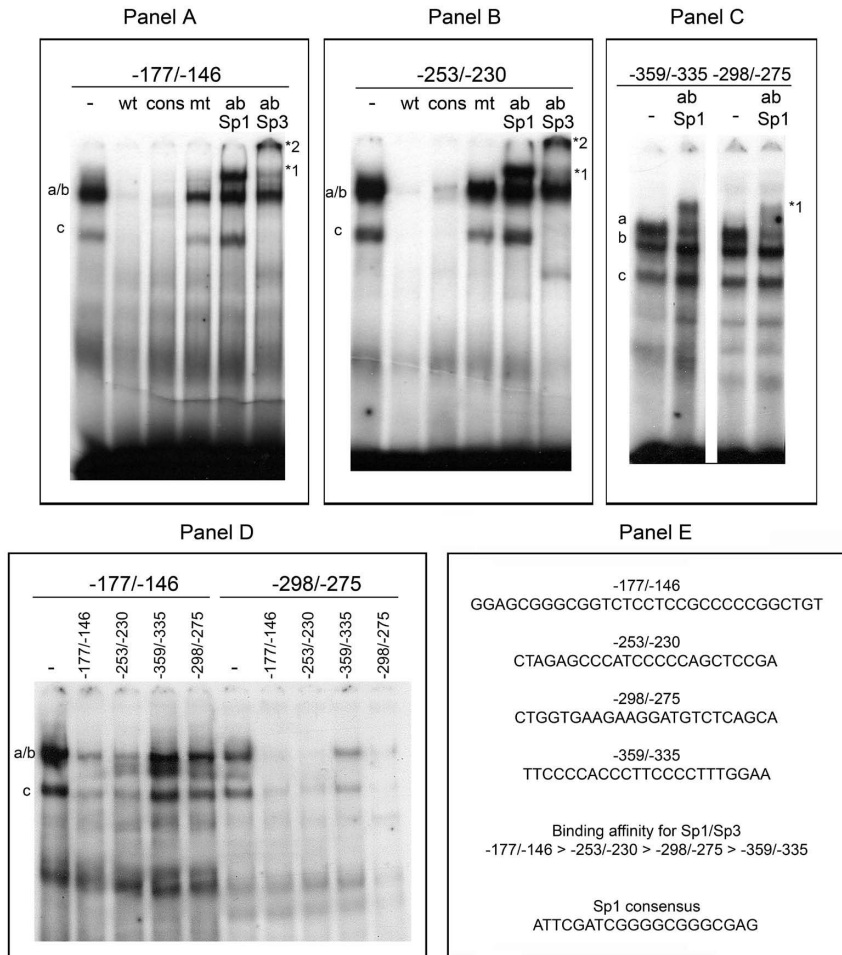 Panel A
-177/-146
- wt cons mt ab Sp1 ab Sp3
*2
*1
a/b
c
Panel B
-253/-230
- wt cons mt ab Sp1 ab Sp3
*2
*1
a/b
c
Panel C
-359/-335 -298/-275
- ab Sp1 - ab Sp1
*1
a
b
c
Panel D
-177/-146 -298/-275
- -177/-146 -253/-230 -359/-335 -298/-275 - -177/-146 -253/-230 -359/-335 -298/-275
a/b
c
Panel E
-177/-146
GGAGCGGGCGGTCTCCTCCGCCCCCGGCTGT
-253/-230
CTAGAGCCCATCCCCCAGCTCCGA
-298/-275
CTGGTGAAGAAGGATGTCTCAGCA
-359/-335
TTCCCCACCCTTCCCCTTTGGAA
Binding affinity for Sp1/Sp3
-177/-146 > -253/-230 > -298/-275 > -359/-335
Sp1 consensus
ATTCGATCGGGGCGGGCGAG